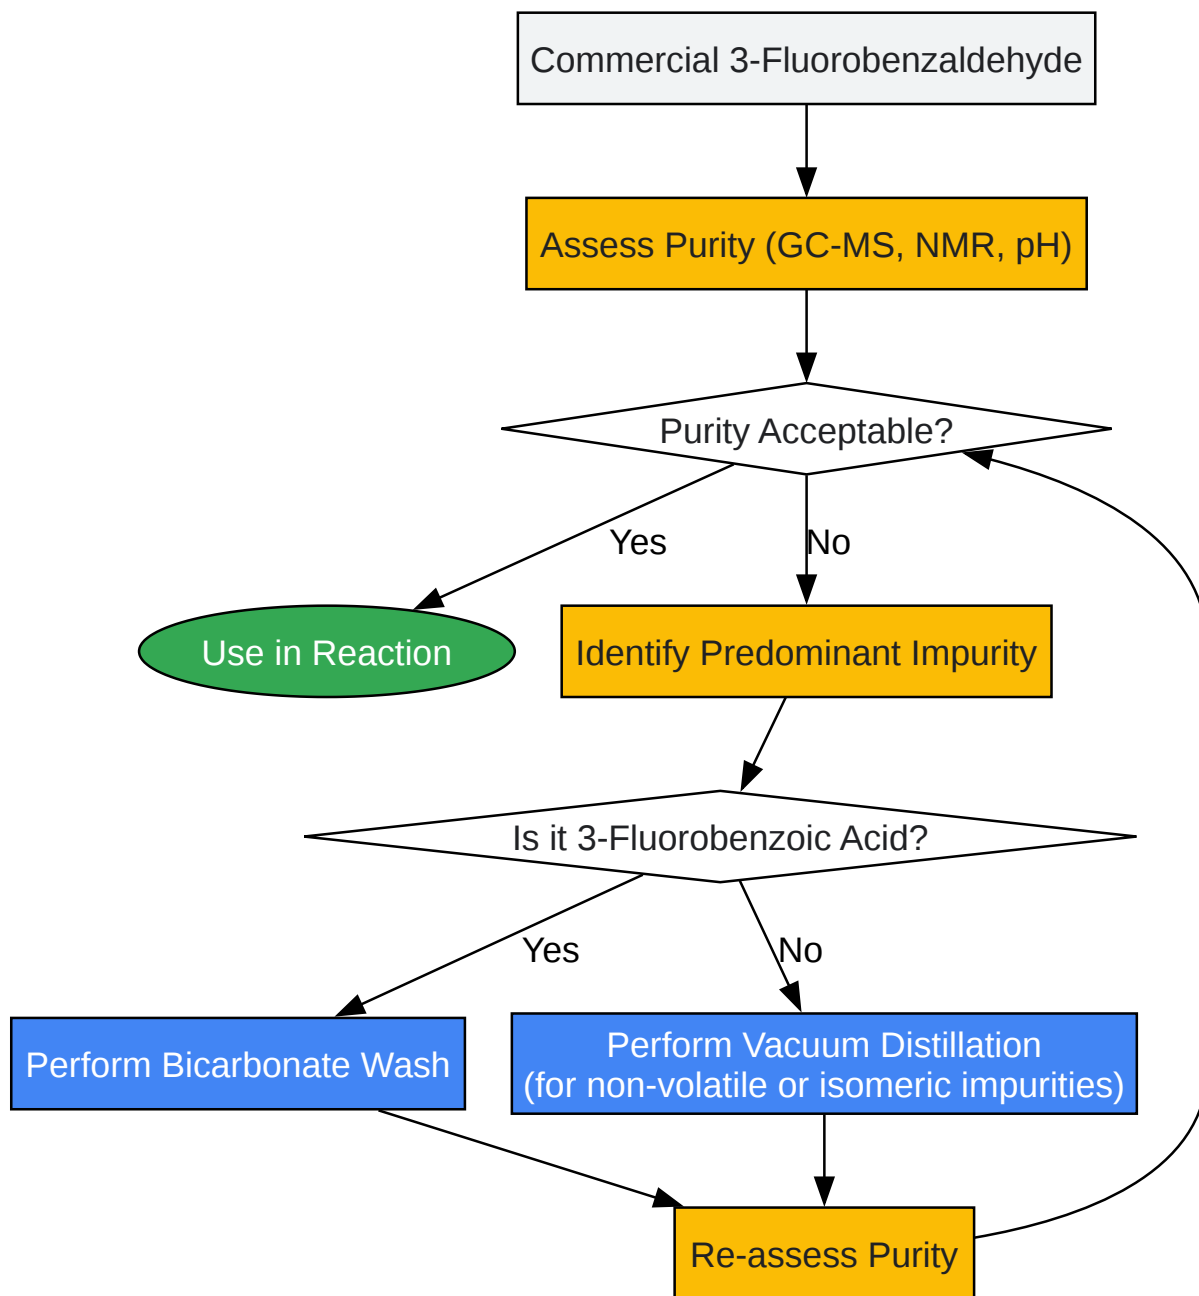 Commercial 3-Fluorobenzaldehyde
Assess Purity (GC-MS, NMR, pH)
Purity Acceptable?
Yes
No
Use in Reaction
Identify Predominant Impurity
Is it 3-Fluorobenzoic Acid?
Yes
No
Perform Bicarbonate Wash
Perform Vacuum Distillation
(for non-volatile or isomeric impurities)
Re-assess Purity